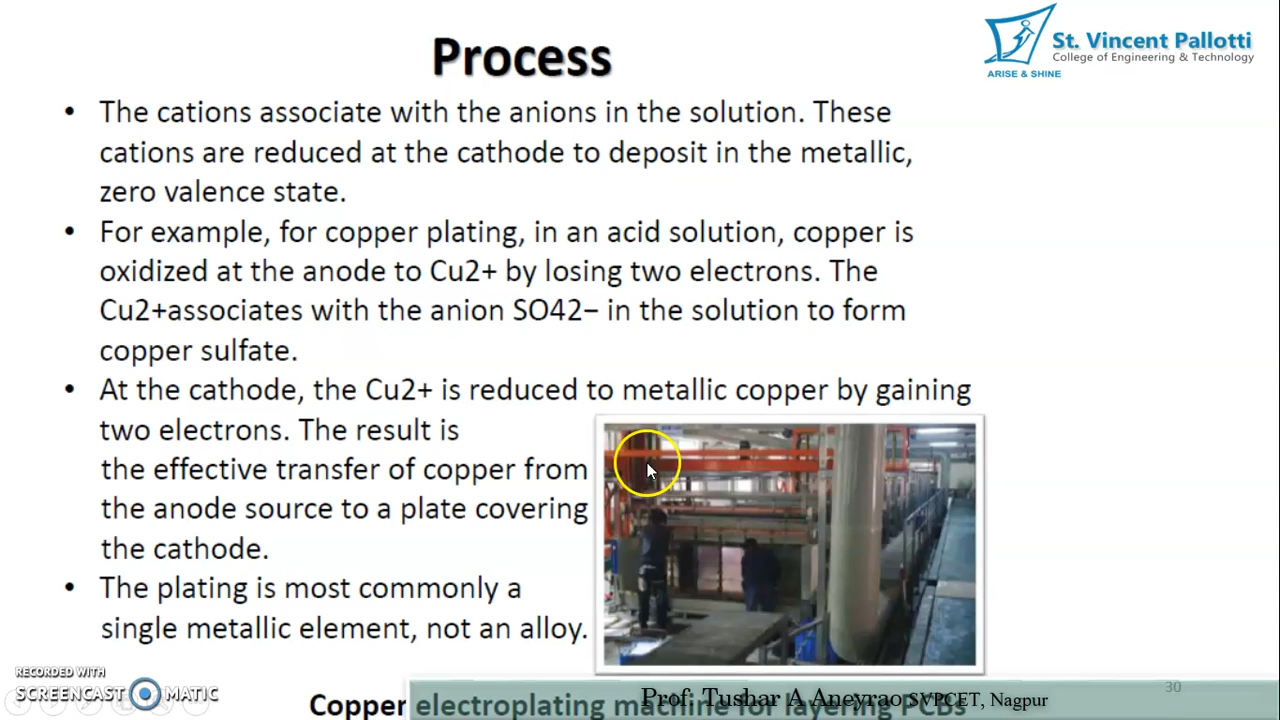 Process
St. Vincent Pallotti
College of Engineering & Technology
ARISE & SHINE
• The cations associate with the anions in the solution. These
cations are reduced at the cathode to deposit in the metallic,
zero valence state.
• For example, for copper plating, in an acid solution, copper is
oxidized at the anode to Cu2+ by losing two electrons. The
Cu2+associates with the anion SO42− in the solution to form
copper sulfate.
• At the cathode, the Cu2+ is reduced to metallic copper by gaining
two electrons. The result is
the effective transfer of copper from
the anode source to a plate covering
the cathode.
• The plating is most commonly a
single metallic element, not an alloy.
RECORDED WITH
SCREENCAST MATIC
30
Copper electroplating machine for layering PCBs
Prof. Tushar A Aneyrao SVPCET, Nagpur